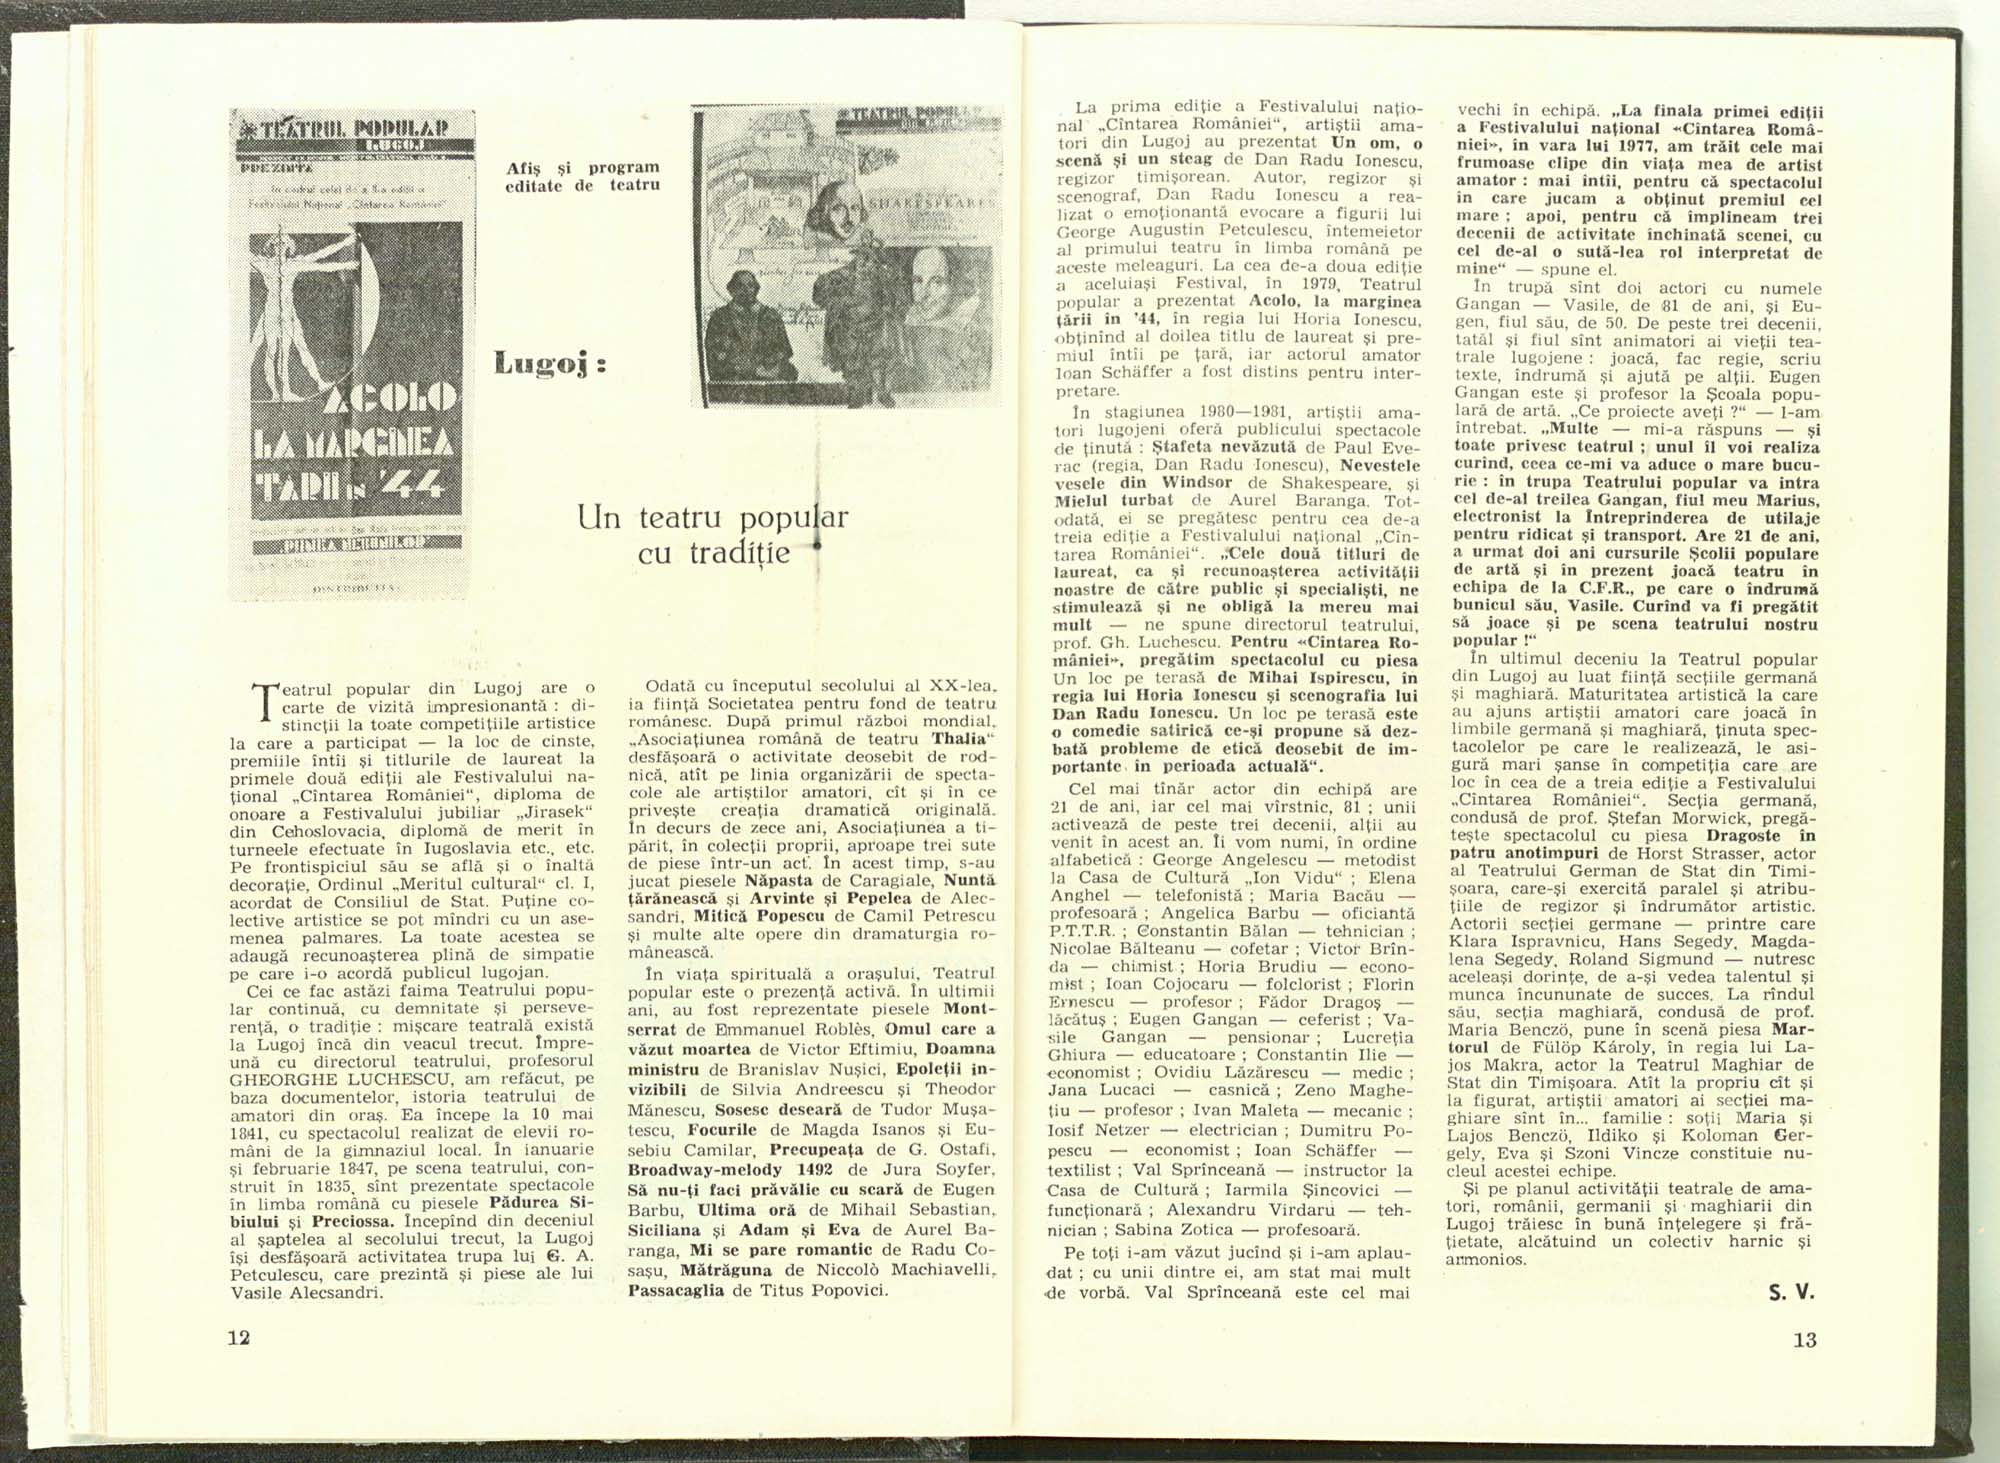 TEATRUL POPULAR
LUGOJ
PREZINTĂ
În cadrul celei de a II-a ediții a
Festivalului Național „Cîntarea României”
ACOLO
LA MARGINEA
ȚĂRII IN '44
DISTRIBUȚIA
Afiș și program
editate de teatru
TEATRUL POPULAR
SHAKESPEARE
Lugoj :
Un teatru popular
cu tradiție
Teatrul popular din Lugoj are o
carte de vizită impresionantă : di-
stincții la toate competițiile artistice
la care a participat — la loc de cinste,
premiile întîi și titlurile de laureat la
primele două ediții ale Festivalului na-
țional „Cîntarea României“, diploma de
onoare a Festivalului jubiliar „Jirasek“
din Cehoslovacia, diplomă de merit în
turneele efectuate în Iugoslavia etc., etc.
Pe frontispiciul său se află și o înaltă
decorație, Ordinul „Meritul cultural“ cl. I,
acordat de Consiliul de Stat. Puține co-
lective artistice se pot mîndri cu un ase-
menea palmares. La toate acestea se
adaugă recunoașterea plină de simpatie
pe care i-o acordă publicul lugojan.
Cei ce fac astăzi faima Teatrului popu-
lar continuă, cu demnitate și perseve-
rență, o tradiție : mișcare teatrală există
la Lugoj încă din veacul trecut. Împre-
ună cu directorul teatrului, profesorul
GHEORGHE LUCHESCU, am refăcut, pe
baza documentelor, istoria teatrului de
amatori din oraș. Ea începe la 10 mai
1841, cu spectacolul realizat de elevii ro-
mâni de la gimnaziul local. În ianuarie
și februarie 1847, pe scena teatrului, con-
struit în 1835, sînt prezentate spectacole
în limba română cu piesele Pădurea Si-
biului și Preciossa. Începînd din deceniul
al șaptelea al secolului trecut, la Lugoj
își desfășoară activitatea trupa lui G. A.
Petculescu, care prezintă și piese ale lui
Vasile Alecsandri.
Odată cu începutul secolului al XX-lea,
ia ființă Societatea pentru fond de teatru
românesc. După primul război mondial,
„Asociațiunea română de teatru Thalia“
desfășoară o activitate deosebit de rod-
nică, atît pe linia organizării de specta-
cole ale artiștilor amatori, cît și în ce
privește creația dramatică originală.
În decurs de zece ani, Asociațiunea a ti-
părit, în colecții proprii, aproape trei sute
de piese într-un act. În acest timp, s-au
jucat piesele Năpasta de Caragiale, Nuntă
țărănească și Arvinte și Pepelea de Alec-
sandri, Mitică Popescu de Camil Petrescu
și multe alte opere din dramaturgia ro-
mânească.
În viața spirituală a orașului, Teatrul
popular este o prezență activă. În ultimii
ani, au fost reprezentate piesele Mont-
serrat de Emmanuel Roblès, Omul care a
văzut moartea de Victor Eftimiu, Doamna
ministru de Branislav Nușici, Epoleții in-
vizibili de Silvia Andreescu și Theodor
Mănescu, Sosesc deseară de Tudor Mușa-
tescu, Focurile de Magda Isanos și Eu-
sebiu Camilar, Precupeața de G. Ostafi,
Broadway-melody 1492 de Jura Soyfer,
Să nu-ți faci prăvălie cu scară de Eugen
Barbu, Ultima oră de Mihail Sebastian,
Siciliana și Adam și Eva de Aurel Ba-
ranga, Mi se pare romantic de Radu Co-
sașu, Mătrăguna de Niccolò Machiavelli,
Passacaglia de Titus Popovici.
12
La prima ediție a Festivalului națio-
nal „Cîntarea României“, artiștii ama-
tori din Lugoj au prezentat Un om, o
scenă și un steag de Dan Radu Ionescu,
regizor timișorean. Autor, regizor și
scenograf, Dan Radu Ionescu a rea-
lizat o emoționantă evocare a figurii lui
George Augustin Petculescu, întemeietor
al primului teatru în limba română pe
aceste meleaguri. La cea de-a doua ediție
a aceluiași Festival, în 1979, Teatrul
popular a prezentat Acolo, la marginea
țării in '44, în regia lui Horia Ionescu,
obținînd al doilea titlu de laureat și pre-
miul întîi pe țară, iar actorul amator
Ioan Schäffer a fost distins pentru inter-
pretare.
În stagiunea 1980—1981, artiștii ama-
tori lugojeni oferă publicului spectacole
de ținută : Ștafeta nevăzută de Paul Eve-
rac (regia, Dan Radu Ionescu), Nevestele
vesele din Windsor de Shakespeare, și
Mielul turbat de Aurel Baranga. Tot-
odată, ei se pregătesc pentru cea de-a
treia ediție a Festivalului național „Cîn-
tarea României“. „Cele două titluri de
laureat, ca și recunoașterea activității
noastre de către public și specialiști, ne
stimulează și ne obligă la mereu mai
mult — ne spune directorul teatrului,
prof. Gh. Luchescu. Pentru «Cîntarea Ro-
mâniei», pregătim spectacolul cu piesa
Un loc pe terasă de Mihai Ispirescu, în
regia lui Horia Ionescu și scenografia lui
Dan Radu Ionescu. Un loc pe terasă este
o comedie satirică ce-și propune să dez-
bată probleme de etică deosebit de im-
portante în perioada actuală“.
Cel mai tînăr actor din echipă are
21 de ani, iar cel mai vîrstnic, 81 ; unii
activează de peste trei decenii, alții au
venit în acest an. Îi vom numi, în ordine
alfabetică : George Angelescu — metodist
la Casa de Cultură „Ion Vidu“ ; Elena
Anghel — telefonistă ; Maria Bacău —
profesoară ; Angelica Barbu — oficiantă
P.T.T.R. ; Constantin Bălan — tehnician ;
Nicolae Bălteanu — cofetar ; Victor Brîn-
da — chimist ; Horia Brudiu — econo-
mist ; Ioan Cojocaru — folclorist ; Florin
Ernescu — profesor ; Fădor Dragoș —
lăcătuș ; Eugen Gangan — ceferist ; Va-
sile Gangan — pensionar ; Lucreția
Ghiura — educatoare ; Constantin Ilie —
economist ; Ovidiu Lăzărescu — medic ;
Jana Lucaci — casnică ; Zeno Maghe-
țiu — profesor ; Ivan Maleta — mecanic ;
Iosif Netzer — electrician ; Dumitru Po-
pescu — economist ; Ioan Schäffer —
textilist ; Val Sprînceană — instructor la
Casa de Cultură ; Iarmila Șincovici —
funcționară ; Alexandru Virdaru — teh-
nician ; Sabina Zotica — profesoară.
Pe toți i-am văzut jucînd și i-am aplau-
dat ; cu unii dintre ei, am stat mai mult
de vorbă. Val Sprînceană este cel mai
vechi în echipă. „La finala primei ediții
a Festivalului național «Cintarea Româ-
niei», in vara lui 1977, am trăit cele mai
frumoase clipe din viața mea de artist
amator : mai întîi, pentru că spectacolul
in care jucam a obținut premiul cel
mare ; apoi, pentru că împlineam trei
decenii de activitate închinată scenei, cu
cel de-al o sută-lea rol interpretat de
mine“ — spune el.
În trupă sînt doi actori cu numele
Gangan — Vasile, de 81 de ani, și Eu-
gen, fiul său, de 50. De peste trei decenii,
tatăl și fiul sînt animatori ai vieții tea-
trale lugojene : joacă, fac regie, scriu
texte, îndrumă și ajută pe alții. Eugen
Gangan este și profesor la Școala popu-
lară de artă. „Ce proiecte aveți ?“ — l-am
întrebat. „Multe — mi-a răspuns — și
toate privesc teatrul ; unul îl voi realiza
curînd, ceea ce-mi va aduce o mare bucu-
rie : în trupa Teatrului popular va intra
cel de-al treilea Gangan, fiul meu Marius,
electronist la Întreprinderea de utilaje
pentru ridicat și transport. Are 21 de ani,
a urmat doi ani cursurile Școlii populare
de artă și în prezent joacă teatru în
echipa de la C.F.R., pe care o îndrumă
bunicul său, Vasile. Curînd va fi pregătit
să joace și pe scena teatrului nostru
popular !“
În ultimul deceniu la Teatrul popular
din Lugoj au luat ființă secțiile germană
și maghiară. Maturitatea artistică la care
au ajuns artiștii amatori care joacă în
limbile germană și maghiară, ținuta spec-
tacolelor pe care le realizează, le asi-
gură mari șanse în competiția care are
loc în cea de a treia ediție a Festivalului
„Cîntarea României“. Secția germană,
condusă de prof. Ștefan Morwick, pregă-
tește spectacolul cu piesa Dragoste în
patru anotimpuri de Horst Strasser, actor
al Teatrului German de Stat din Timi-
șoara, care-și exercită paralel și atribu-
țiile de regizor și îndrumător artistic.
Actorii secției germane — printre care
Klara Ispravnicu, Hans Segedy, Magda-
lena Segedy, Roland Sigmund — nutresc
aceleași dorințe, de a-și vedea talentul și
munca încununate de succes. La rîndul
său, secția maghiară, condusă de prof.
Maria Benczö, pune în scenă piesa Mar-
torul de Fülöp Károly, în regia lui La-
jos Makra, actor la Teatrul Maghiar de
Stat din Timișoara. Atît la propriu cît și
la figurat, artiștii amatori ai secției ma-
ghiare sînt în... familie : soții Maria și
Lajos Benczö, Ildiko și Koloman Ger-
gely, Eva și Szoni Vincze constituie nu-
cleul acestei echipe.
Și pe planul activității teatrale de ama-
tori, românii, germanii și maghiarii din
Lugoj trăiesc în bună înțelegere și fră-
țietate, alcătuind un colectiv harnic și
armonios.
S. V.
13